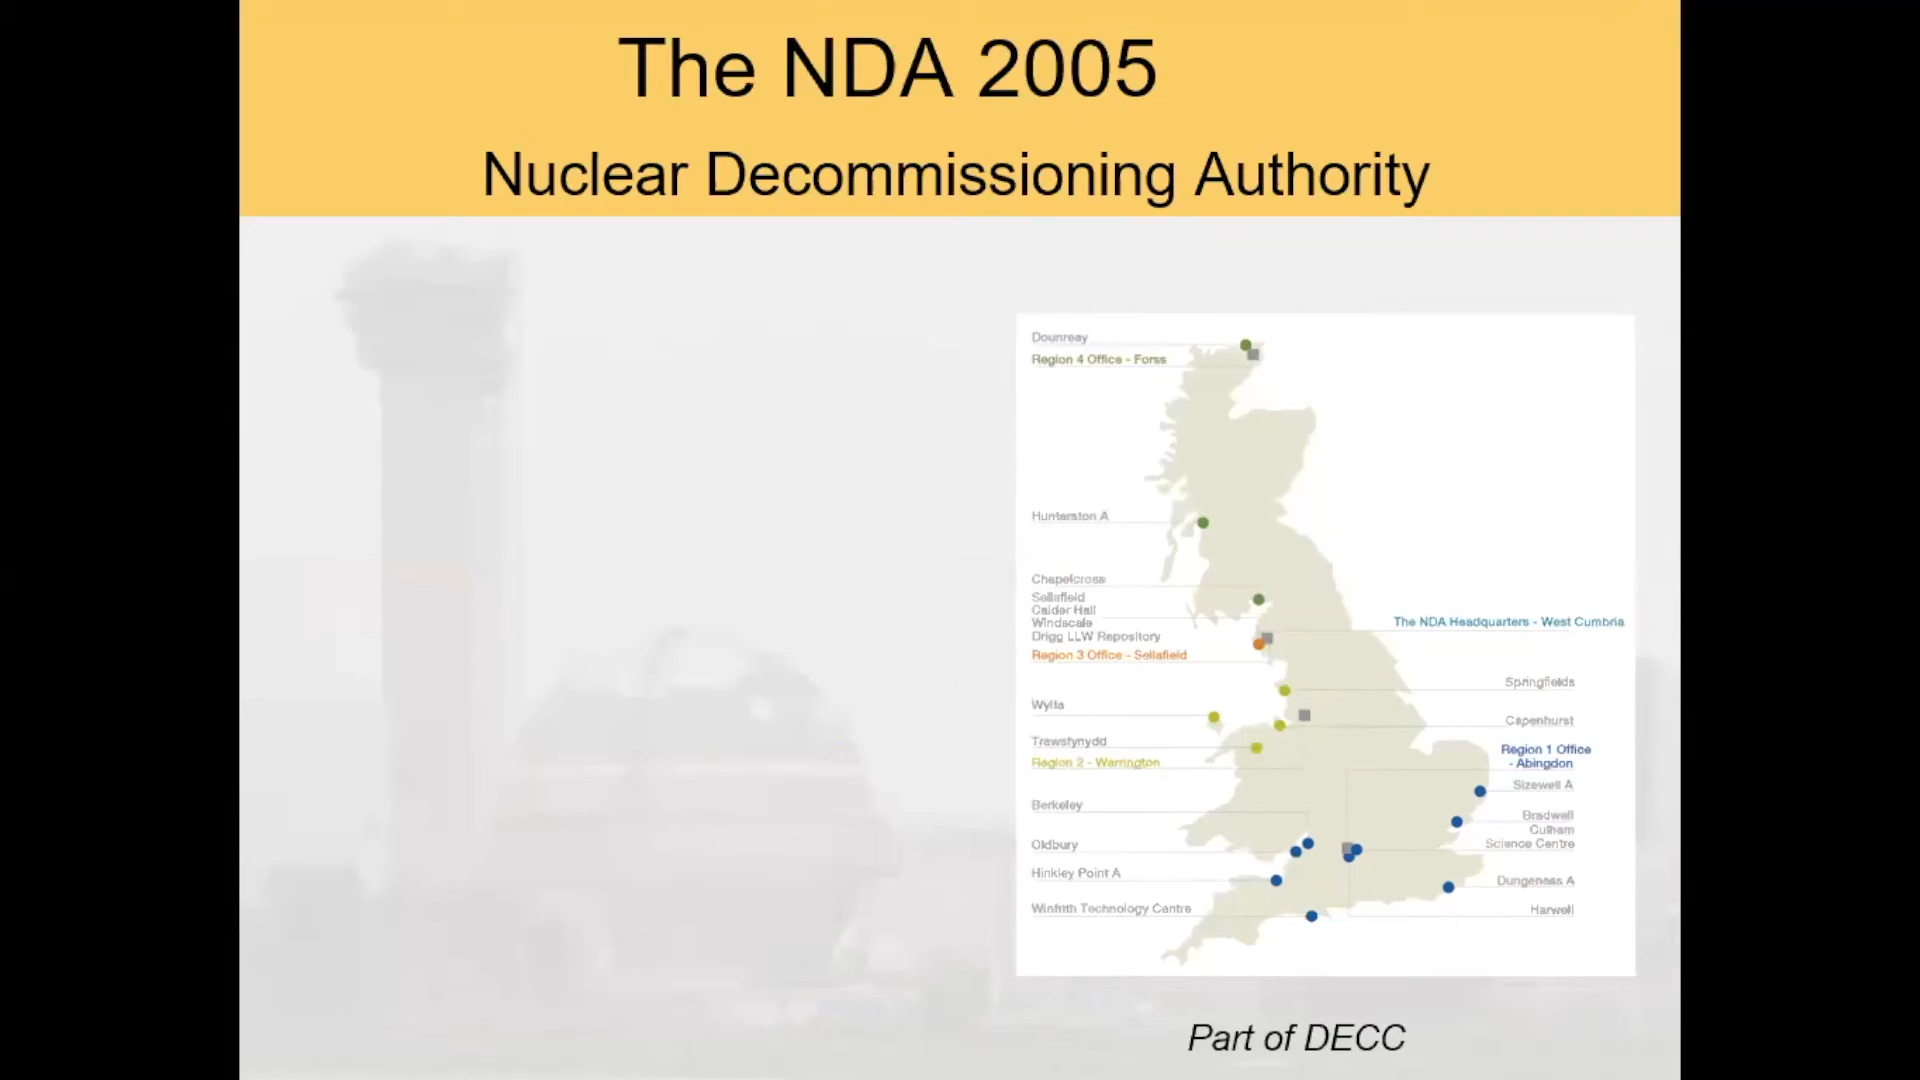 The NDA 2005
Nuclear Decommissioning Authority
Dounreay
Region 4 Office - Forss
Hunterston A
Chapelcross
Sellafield
Calder Hall
Windscale
Drigg LLW Repository
Region 3 Office - Sellafield
The NDA Headquarters - West Cumbria
Springfields
Wylfa
Capenhurst
Trawsfynydd
Region 2 - Warrington
Region 1 Office
- Abingdon
Sizewell A
Berkeley
Bradwell
Culham
Science Centre
Oldbury
Hinkley Point A
Dungeness A
Winfrith Technology Centre
Harwell
Part of DECC